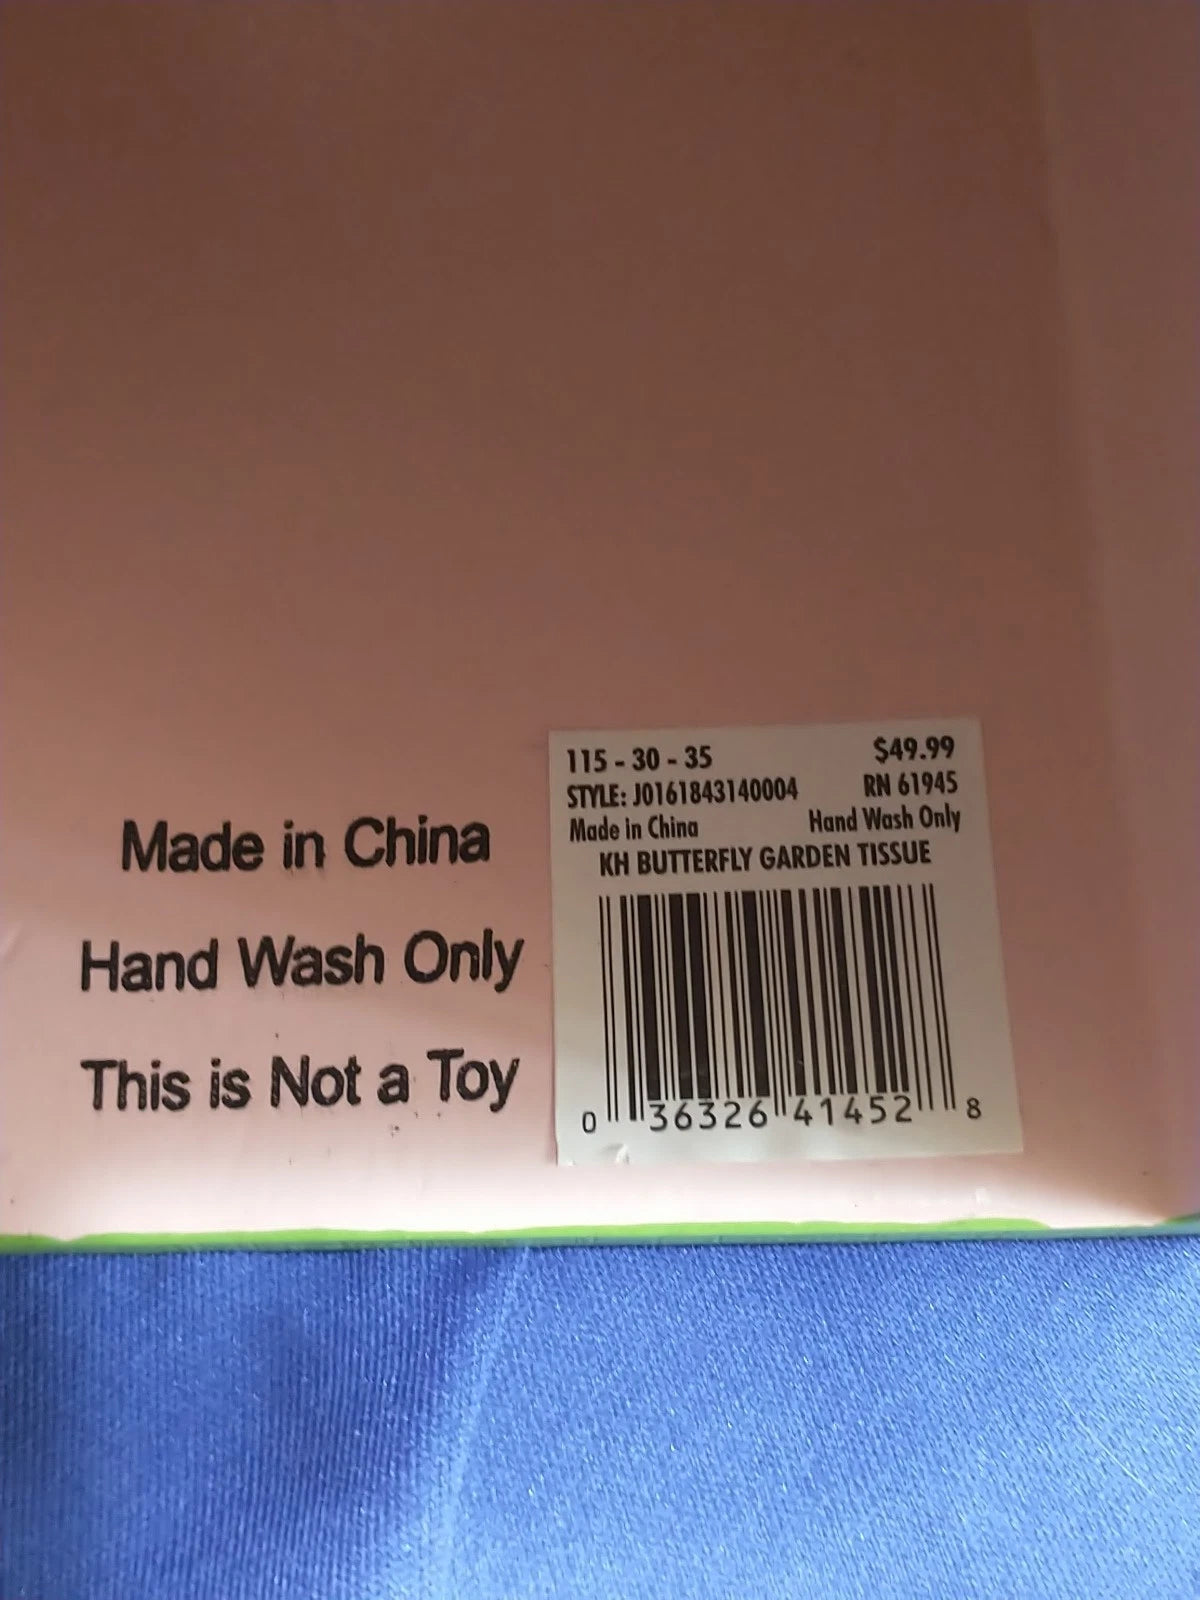 Made in China
Hand Wash Only
This is Not a Toy
115 - 30 - 35 $49.99
STYLE: J0161843140004 RN 61945
Made in China Hand Wash Only
KH BUTTERFLY GARDEN TISSUE
0 36326 41452 8